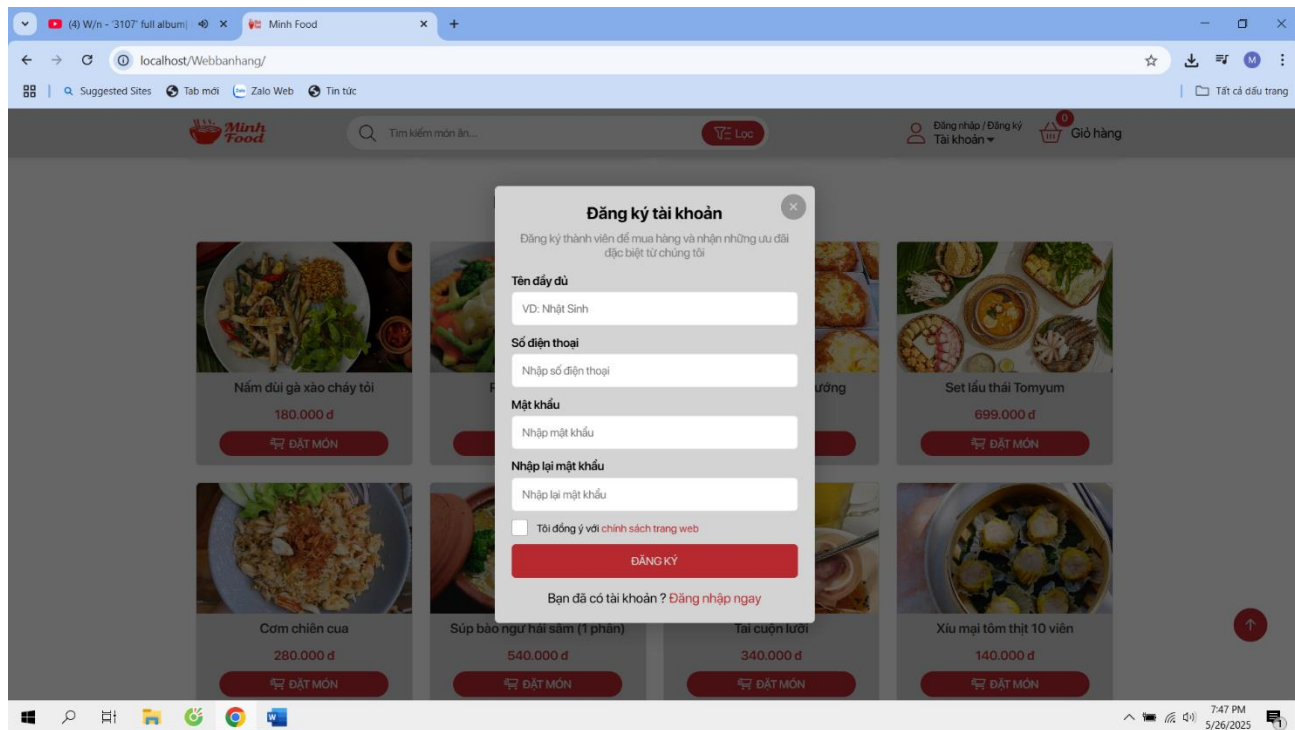 (4) W/n - '3107' full album|
Minh Food
localhost/Webbanhang/
M
Suggested Sites
Tab mới
Zalo Web
Tin tức
Tất cả dấu trang
Minh
Food
Tìm kiếm món ăn...
Lọc
Đăng nhập / Đăng ký
Tài khoản
0
Giỏ hàng
Đăng ký tài khoản
Đăng ký thành viên để mua hàng và nhận những ưu đãi
đặc biệt từ chúng tôi
Tên đầy đủ
VD: Nhật Sinh
Số điện thoại
Nhập số điện thoại
Mật khẩu
Nhập mật khẩu
Nhập lại mật khẩu
Nhập lại mật khẩu
Tôi đồng ý với chính sách trang web
ĐĂNG KÝ
Bạn đã có tài khoản ? Đăng nhập ngay
Nấm đùi gà xào cháy tỏi
180.000 đ
ĐẶT MÓN
Set lẩu thái Tomyum
699.000 đ
ĐẶT MÓN
Cơm chiên cua
280.000 đ
ĐẶT MÓN
Súp bào ngư hải sâm (1 phần)
540.000 đ
ĐẶT MÓN
Tai cuộn lưỡi
340.000 đ
ĐẶT MÓN
Xíu mại tôm thịt 10 viên
140.000 đ
ĐẶT MÓN
7:47 PM
5/26/2025
1